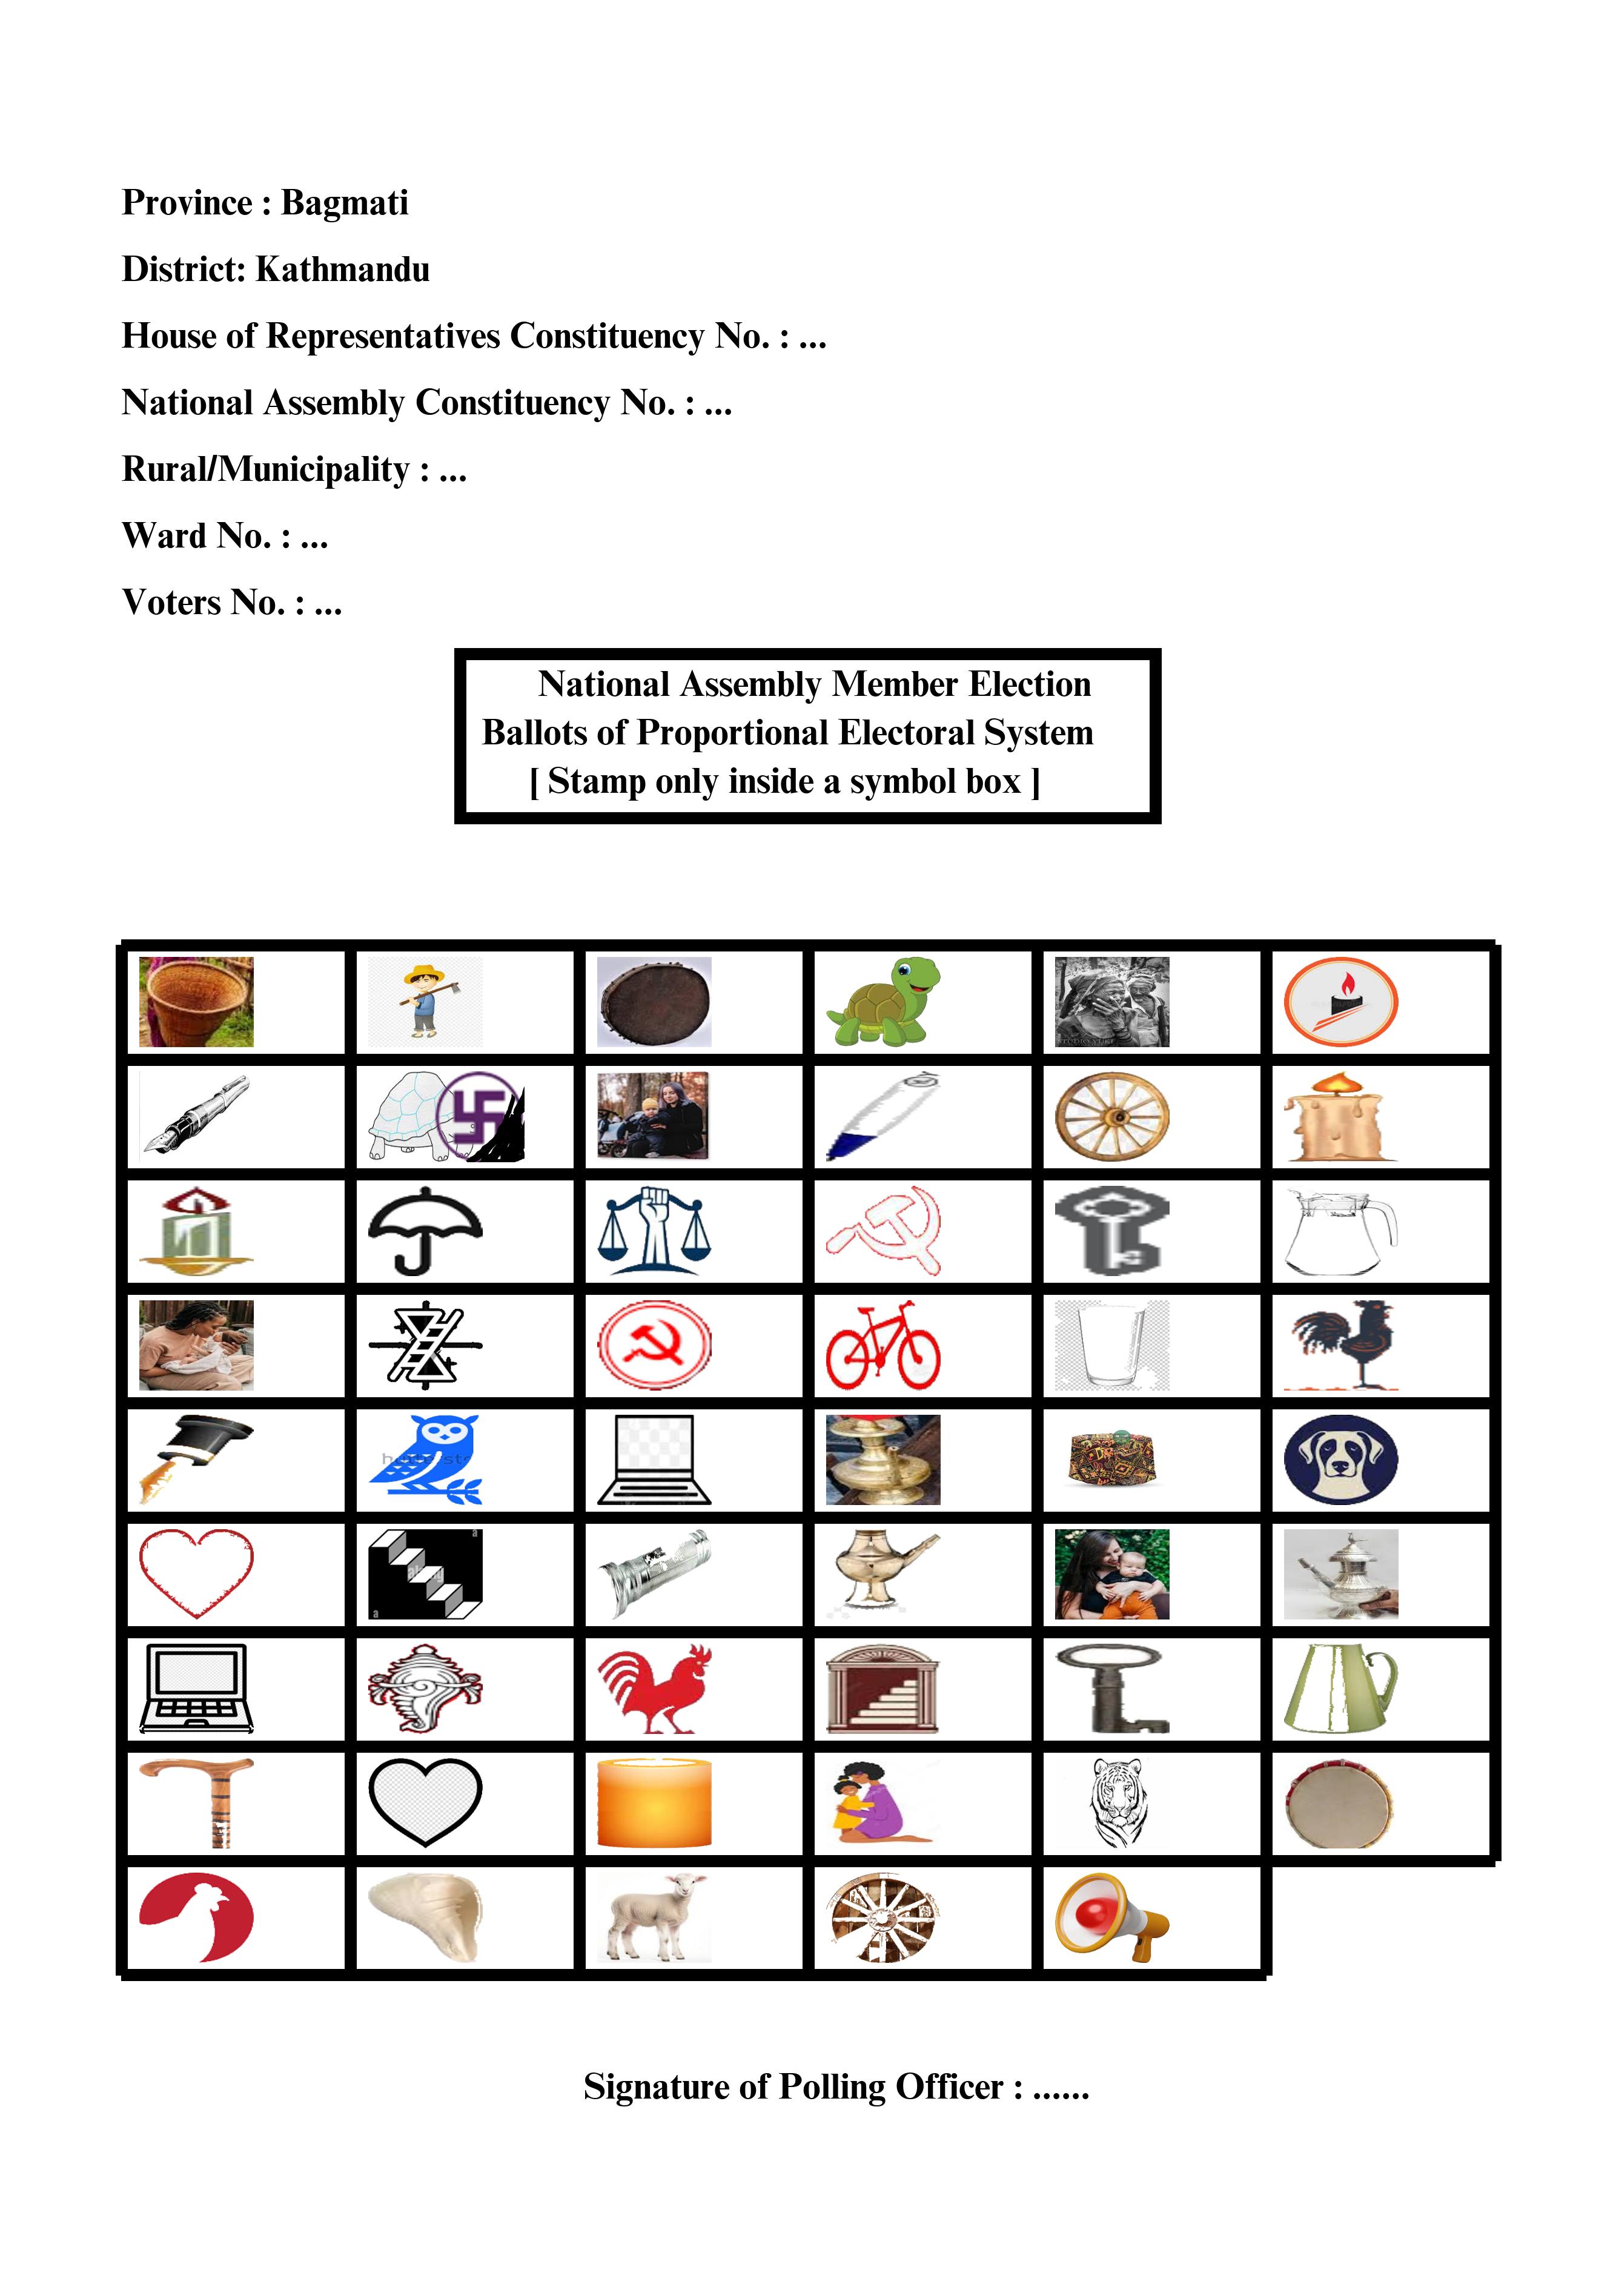 Province : Bagmati
District: Kathmandu
House of Representatives Constituency No. : ...
National Assembly Constituency No. : ...
Rural/Municipality : ...
Ward No. : ...
Voters No. : ...
National Assembly Member Election
Ballots of Proportional Electoral System
[ Stamp only inside a symbol box ]
Signature of Polling Officer : ......